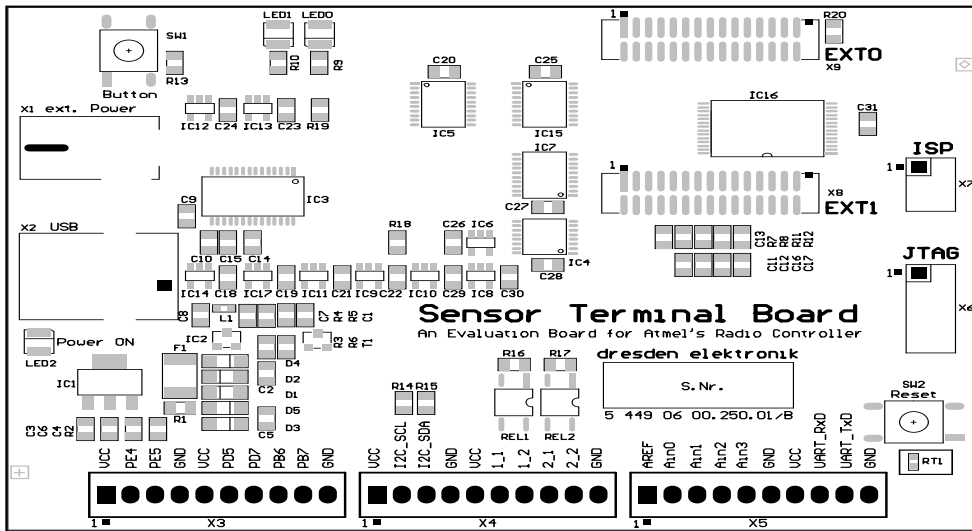 LED1 LED0
1
R20
SW1
R13
R10 R9
EXT0
X9
C20 C25
Button
X1 ext. Power
IC12 C24 IC13 C23 R19
IC5 IC15
IC16
C31
IC7
ISP
1
X7
1
C9
IC3
C27
X8
EXT1
X2 USB
R18 C26 IC6
C10 C15 C14
IC4
C13 R7 R8 R11 R12
C28
C11 C12 C16 C17
JTAG
1
IC14 C18 IC17 C19 IC11 C21 IC9 C22 IC10 C29 IC8 C30
C8
L1
C7 R4 R5 C1
Sensor Terminal Board
X6
An Evaluation Board for Atmel's Radio Controller
IC2
R3 R6 T1
Power ON
LED2
F1
D4
D2
D1
D5
D3
C2
C5
R16 R17
dresden elektronik
S.Nr.
5 449 06 00.250.01/B
IC1
R1
R14 R15
REL1 REL2
SW2
Reset
C3 C6 C4 R2
RT1
VCC PE4 PE5 GND VCC PD5 PD7 PB6 PB7 GND
VCC I2C_SCL I2C_SDA GND VCC 1_1 1_2 2_1 2_2 GND
AREF Ain0 Ain1 Ain2 Ain3 GND VCC UART_RxD UART_TxD GND
1 X3
1 X4
1 X5